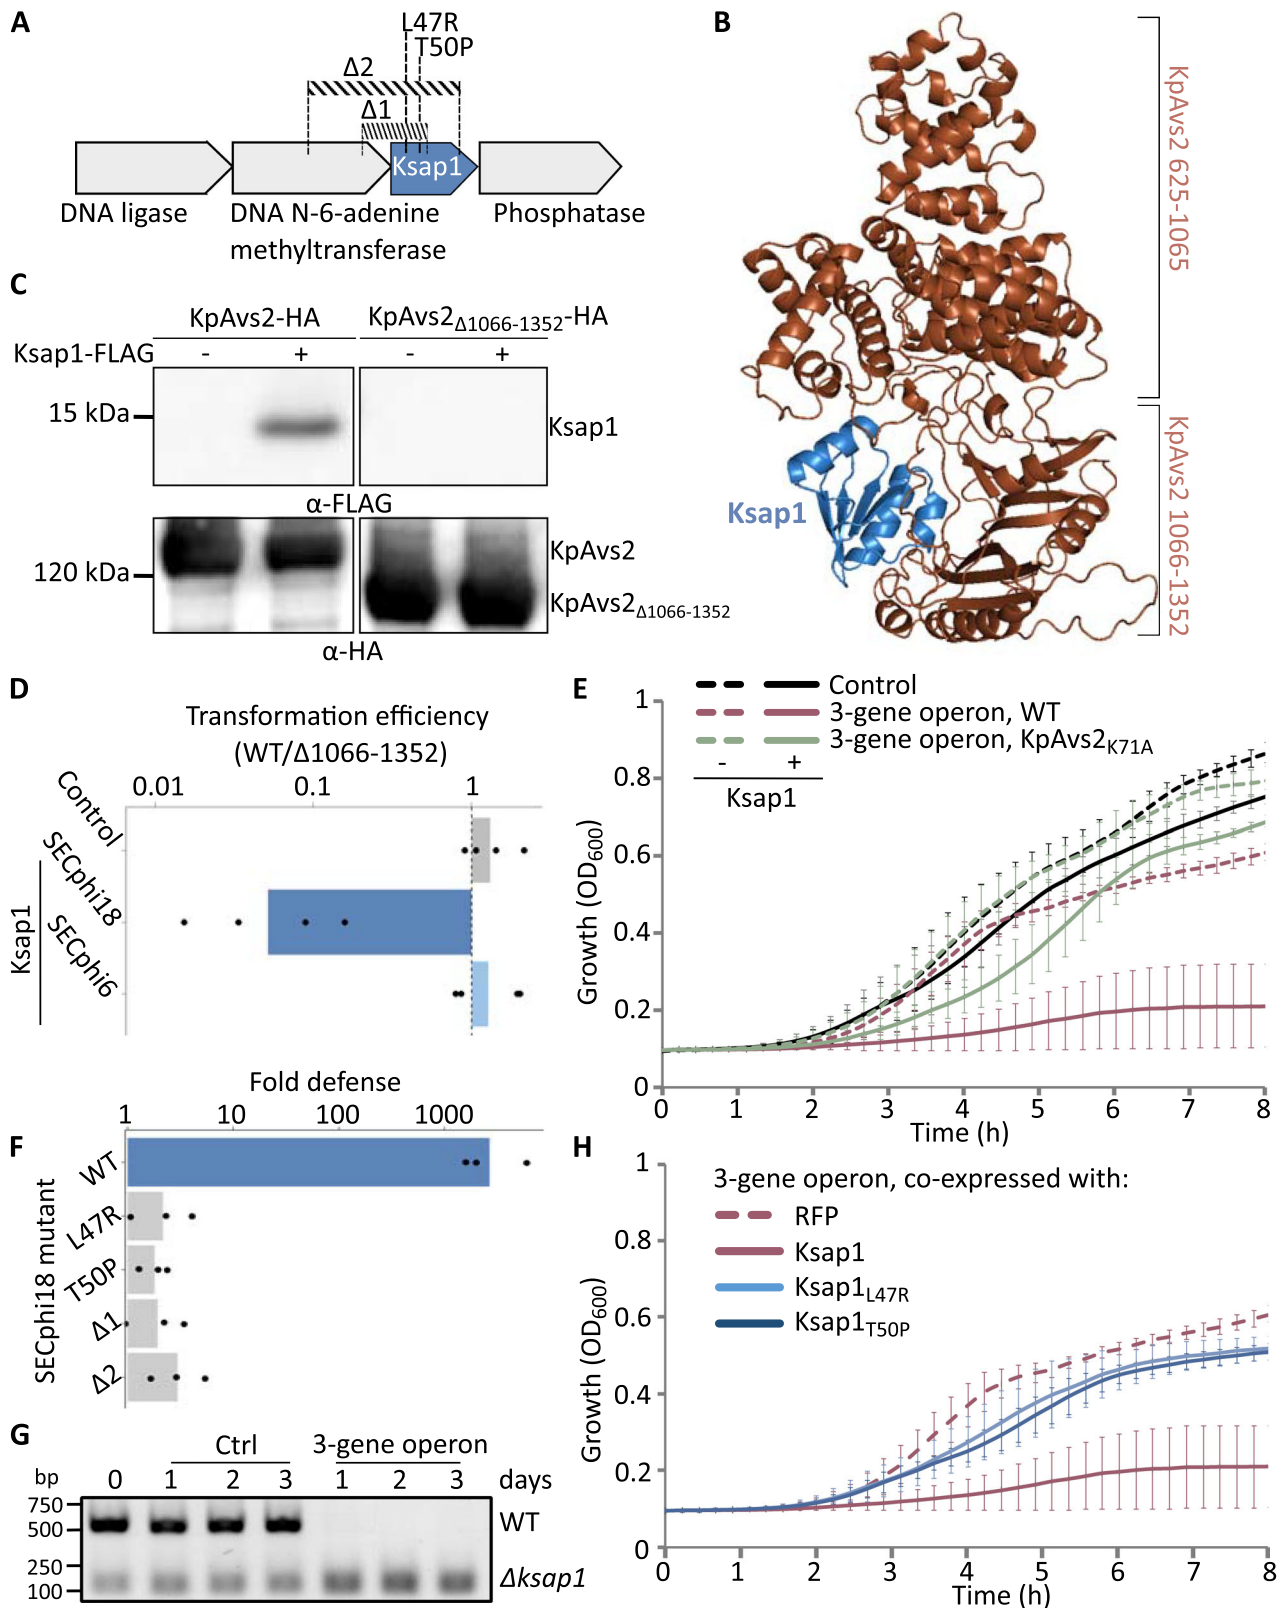 A
L47R
T50P
Δ2
Δ1
Ksap1
DNA ligase
DNA N-6-adenine
methyltransferase
Phosphatase
B
KpAvs2 625-1065
KpAvs2 1066-1352
Ksap1
C
KpAvs2-HA
KpAvs2Δ1066-1352-HA
Ksap1-FLAG
- + - +
15 kDa
Ksap1
α-FLAG
KpAvs2
120 kDa
KpAvs2Δ1066-1352
α-HA
D
Transformation efficiency
(WT/Δ1066-1352)
0.01 0.1 1
Control
SECphi18
SECphi6
Ksap1
E
Control
3-gene operon, WT
3-gene operon, KpAvs2K71A
- +
Ksap1
1
0.8
0.6
0.4
0.2
0
Growth (OD600)
0 1 2 3 4 5 6 7 8
Time (h)
F
Fold defense
1 10 100 1000
WT
L47R
T50P
Δ1
Δ2
SECphi18 mutant
G
Ctrl 3-gene operon
bp 0 1 2 3 1 2 3 days
750
500
250
100
WT
Δksap1
H
3-gene operon, co-expressed with:
RFP
Ksap1
Ksap1L47R
Ksap1T50P
1
0.8
0.6
0.4
0.2
0
Growth (OD600)
0 1 2 3 4 5 6 7 8
Time (h)